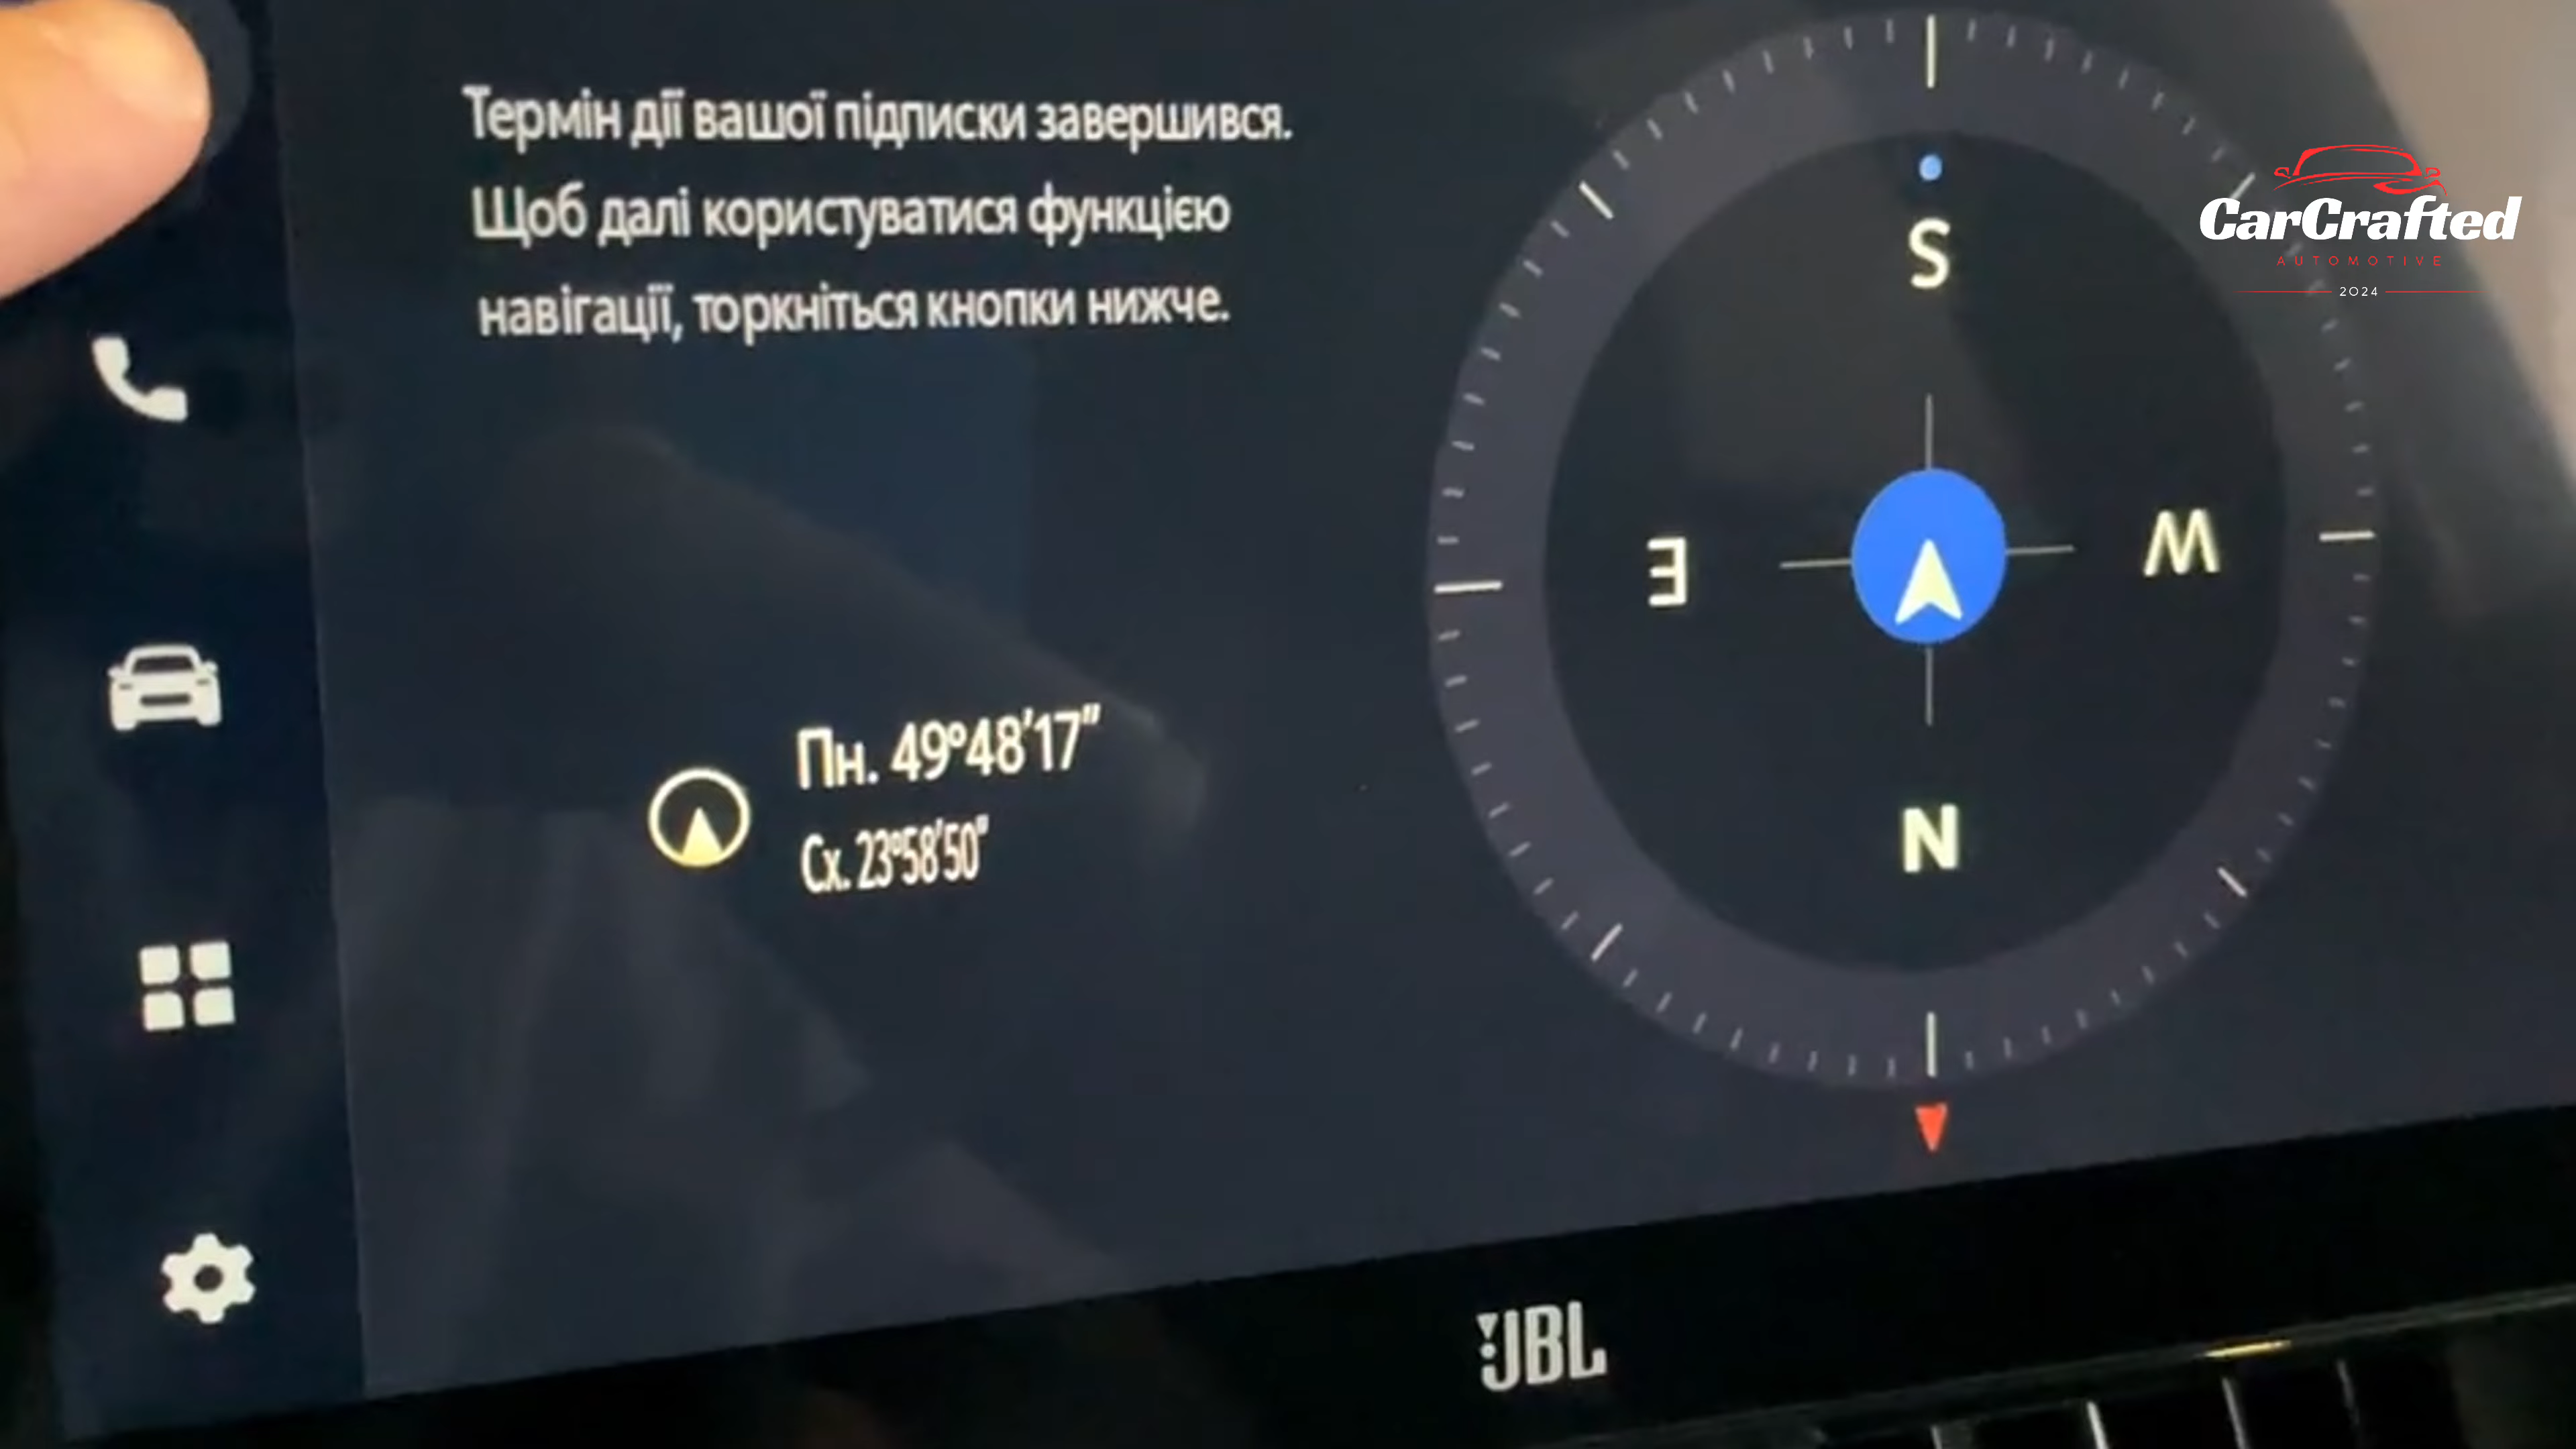 Термін дії вашої підписки завершився.
Щоб далі користуватися функцією
навігації, торкніться кнопки нижче.
Пн. 49°48'17"
Сх. 23°58'50"
S
E
W
N
CarCrafted
AUTOMOTIVE
2024
JBL